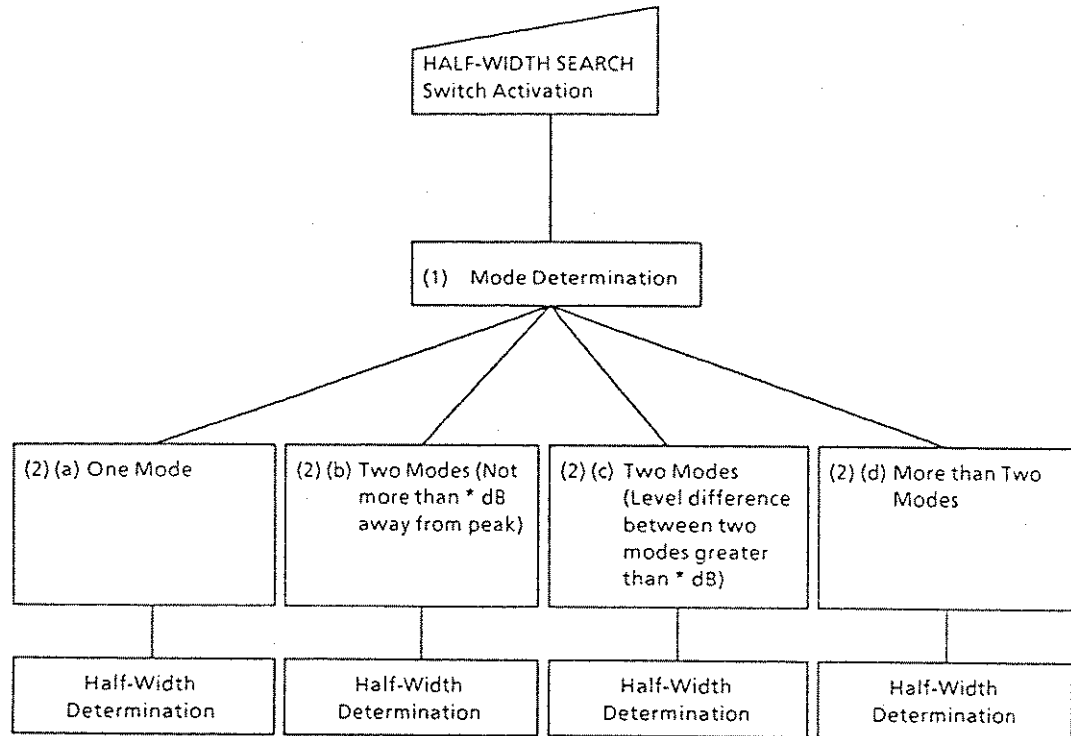 HALF-WIDTH SEARCH
Switch Activation
(1) Mode Determination
(2) (a) One Mode
(2) (b) Two Modes (Not
more than * dB
away from peak)
(2) (c) Two Modes
(Level difference
between two
modes greater
than * dB)
(2) (d) More than Two
Modes
Half-Width
Determination
Half-Width
Determination
Half-Width
Determination
Half-Width
Determination